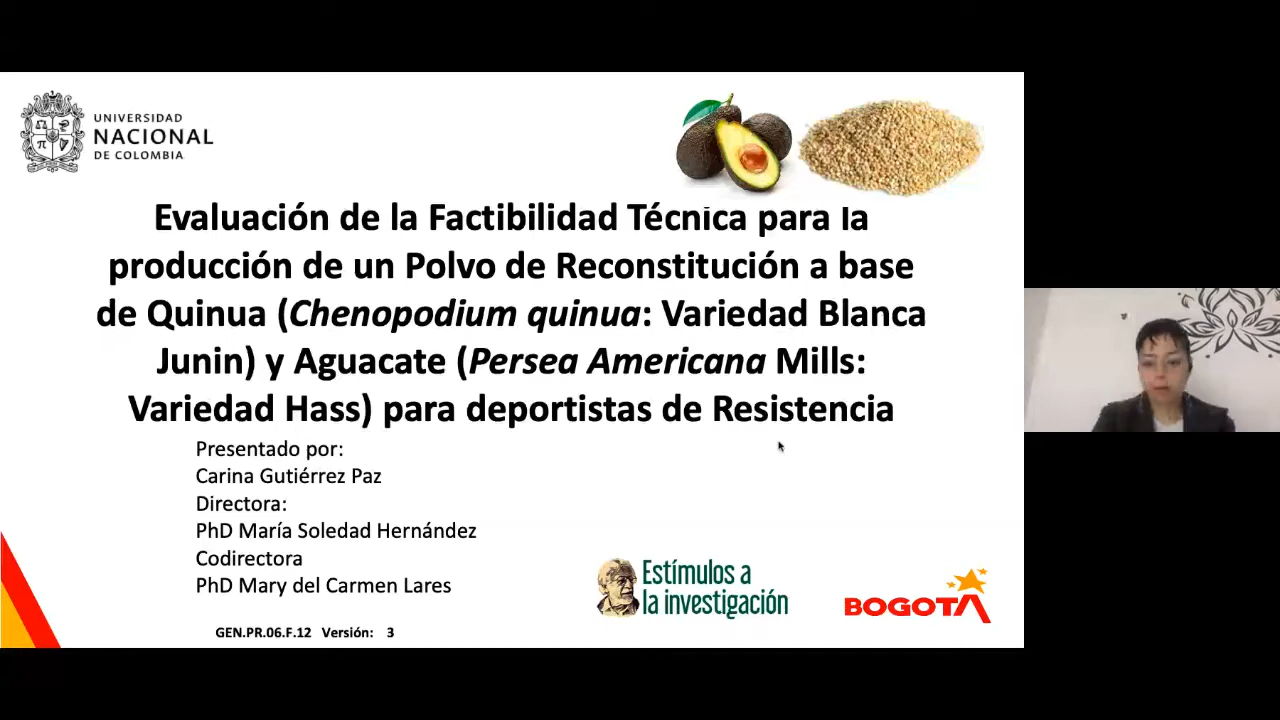 UNIVERSIDAD
NACIONAL
DE COLOMBIA
Evaluación de la Factibilidad Técnica para la
producción de un Polvo de Reconstitución a base
de Quinua (Chenopodium quinua: Variedad Blanca
Junin) y Aguacate (Persea Americana Mills:
Variedad Hass) para deportistas de Resistencia
Presentado por:
Carina Gutiérrez Paz
Directora:
PhD María Soledad Hernández
Codirectora
PhD Mary del Carmen Lares
Estímulos a
la investigación
BOGOTÁ
GEN.PR.06.F.12 Versión: 3